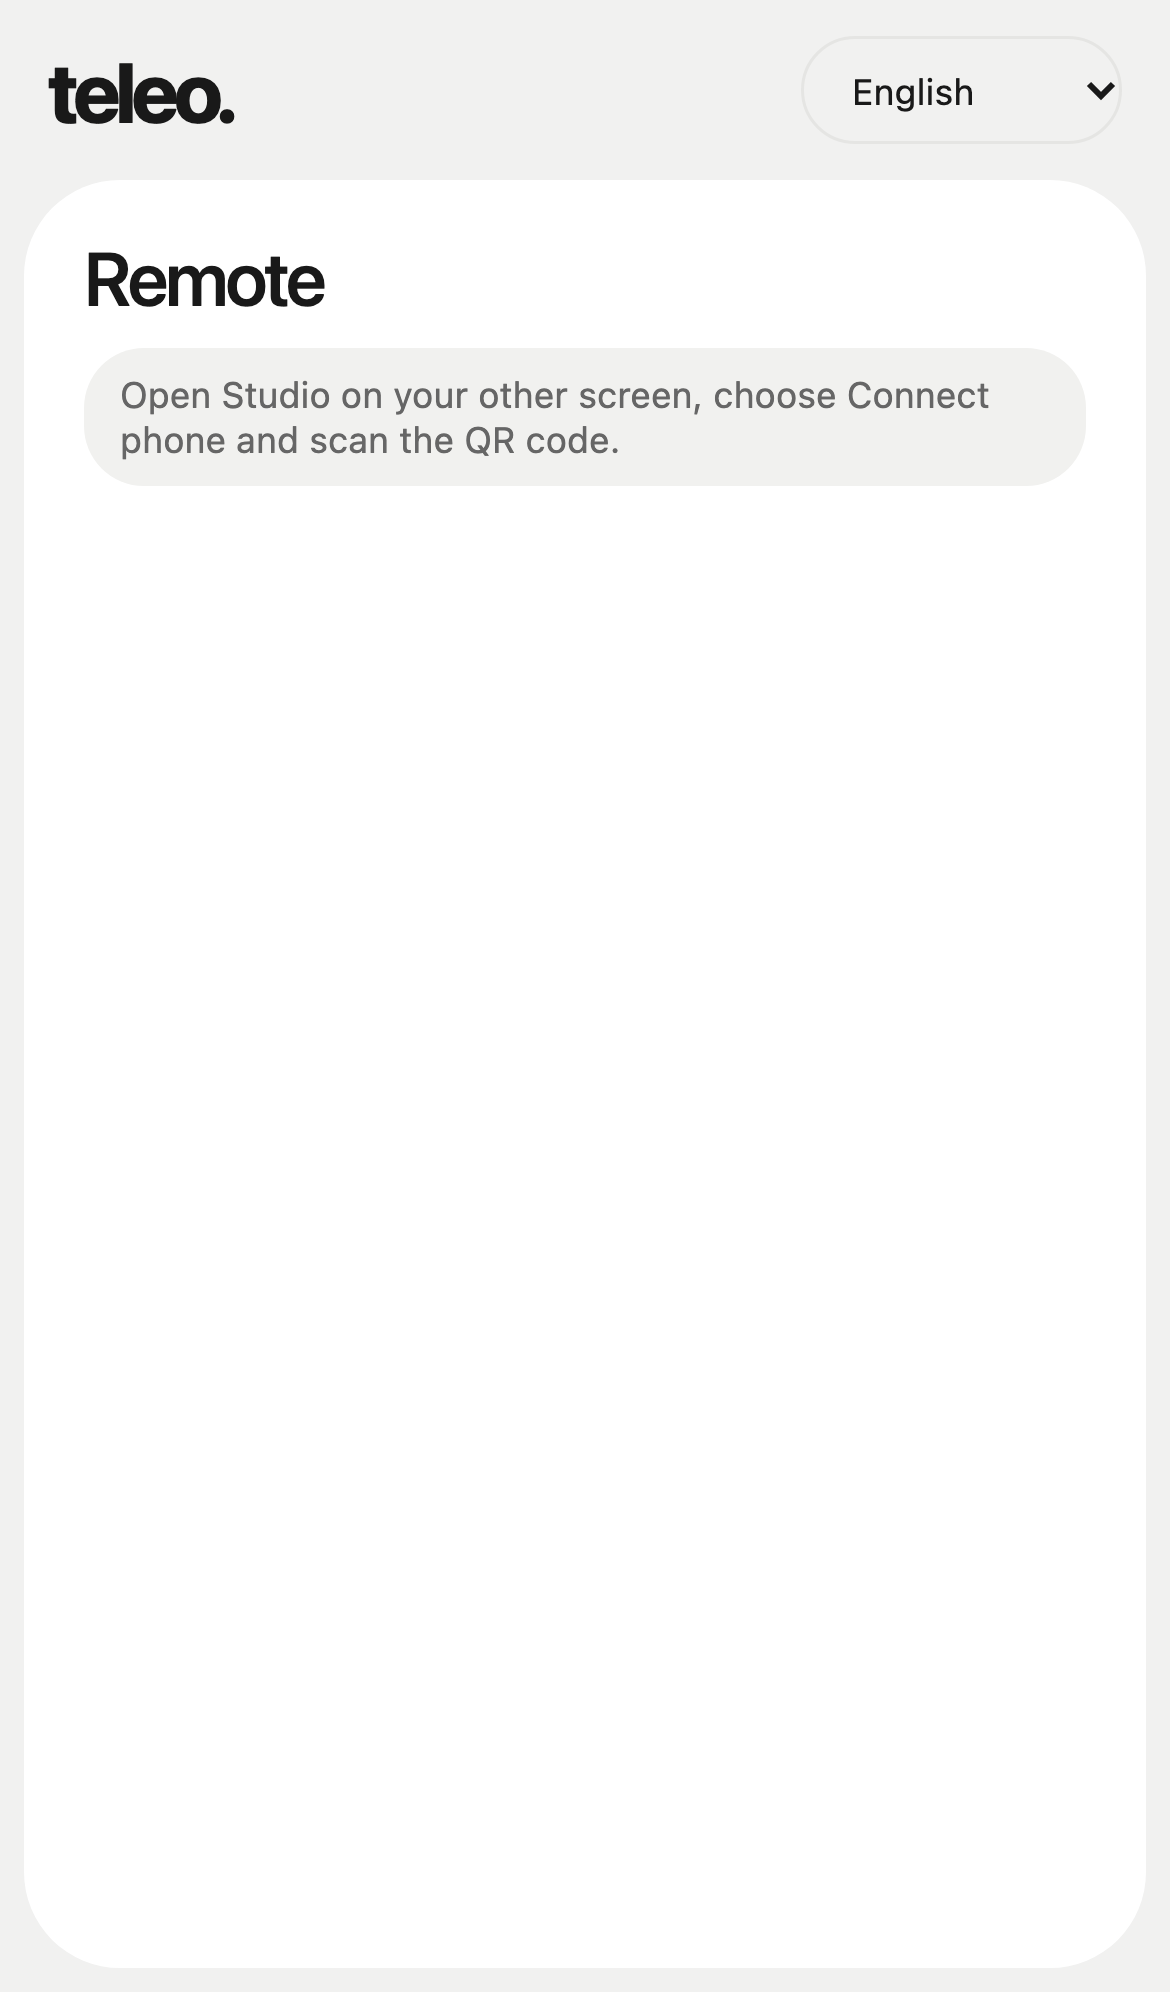 teleo.
English
Remote
Open Studio on your other screen, choose Connect
phone and scan the QR code.